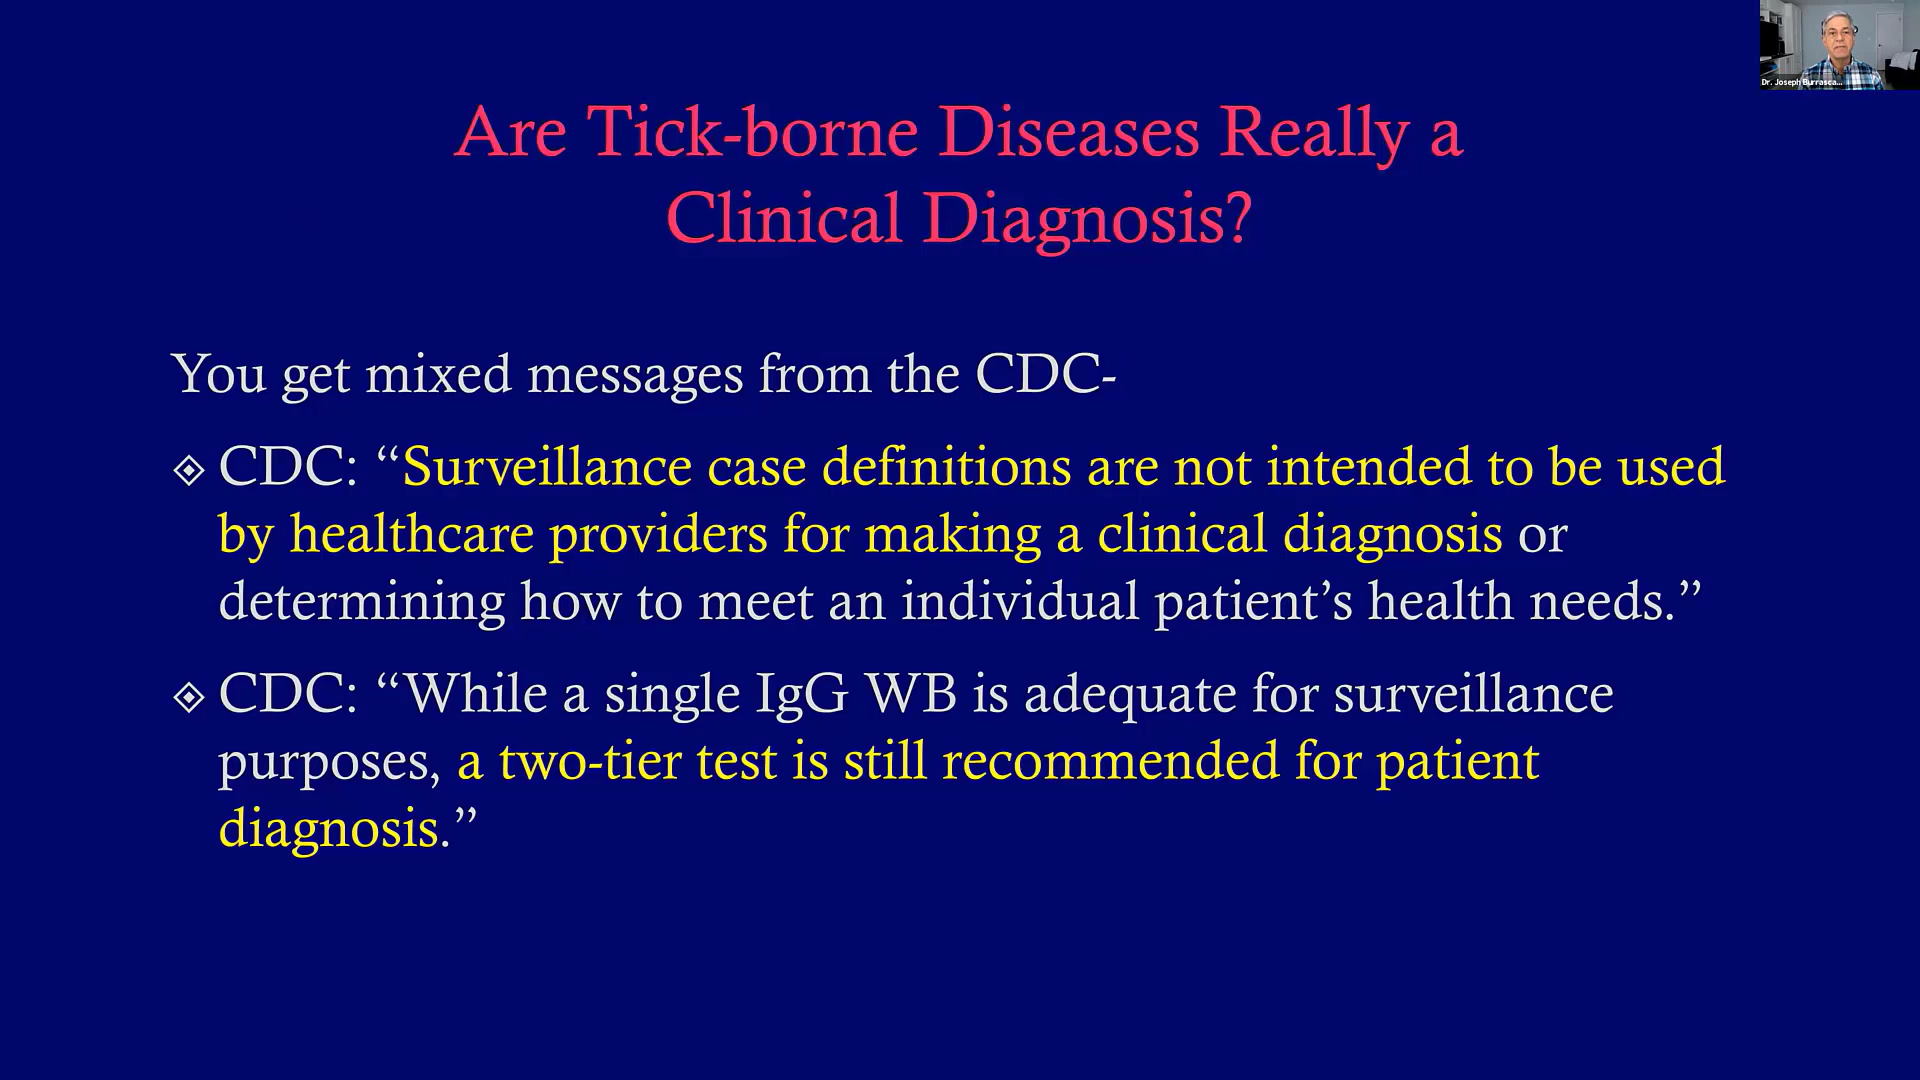 Dr. Joseph Burrasca...
Are Tick-borne Diseases Really a
Clinical Diagnosis?
You get mixed messages from the CDC-
CDC: “Surveillance case definitions are not intended to be used
by healthcare providers for making a clinical diagnosis or
determining how to meet an individual patient’s health needs.”
CDC: “While a single IgG WB is adequate for surveillance
purposes, a two-tier test is still recommended for patient
diagnosis.”